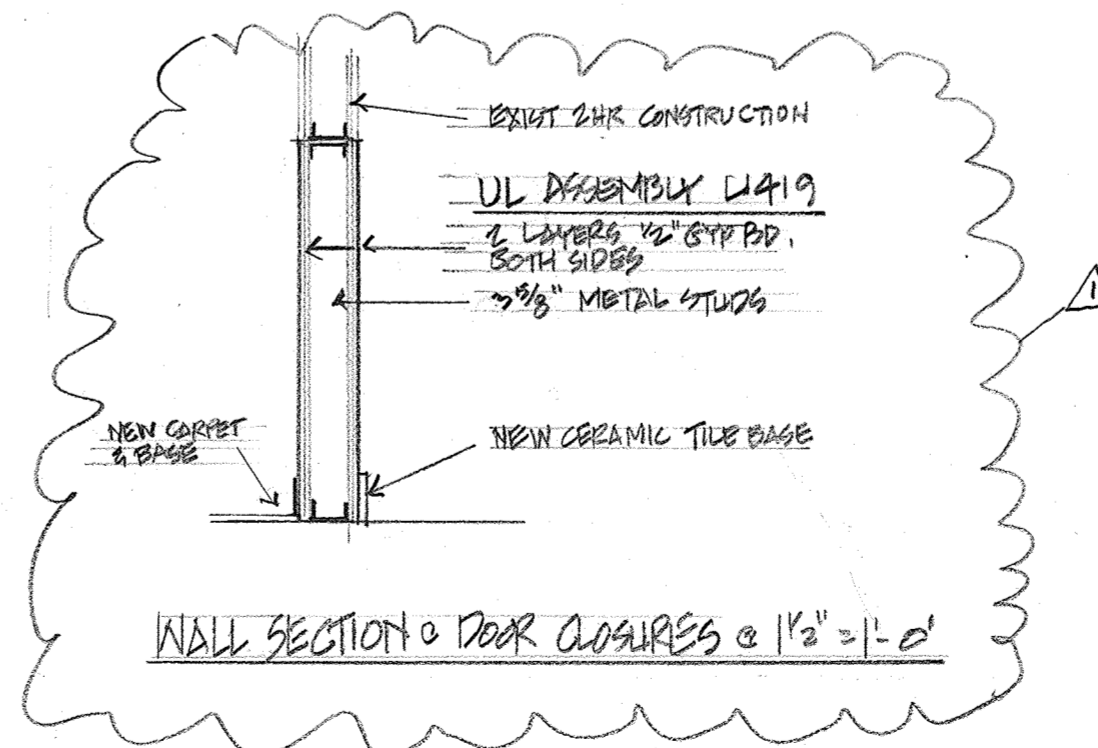 EXIST 2HR CONSTRUCTION
UL ASSEMBLY U419
2 LAYERS 1/2" GYP BD,
BOTH SIDES
3 5/8" METAL STUDS
1
NEW CARPET
& BASE
NEW CERAMIC TILE BASE
WALL SECTION @ DOOR CLOSURES @ 1 1/2" = 1'-0'